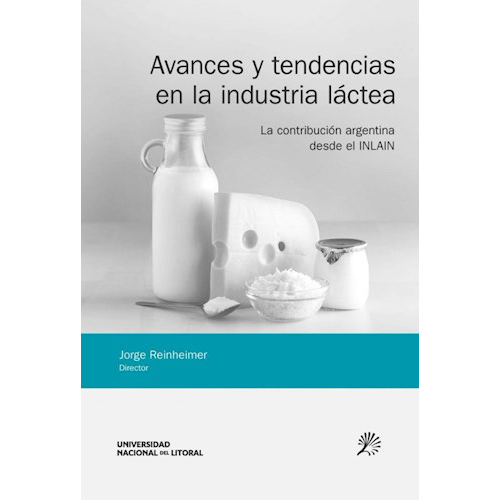 Avances y tendencias
en la industria láctea
La contribución argentina
desde el INLAIN
Jorge Reinheimer
Director
UNIVERSIDAD
NACIONAL DEL LITORAL